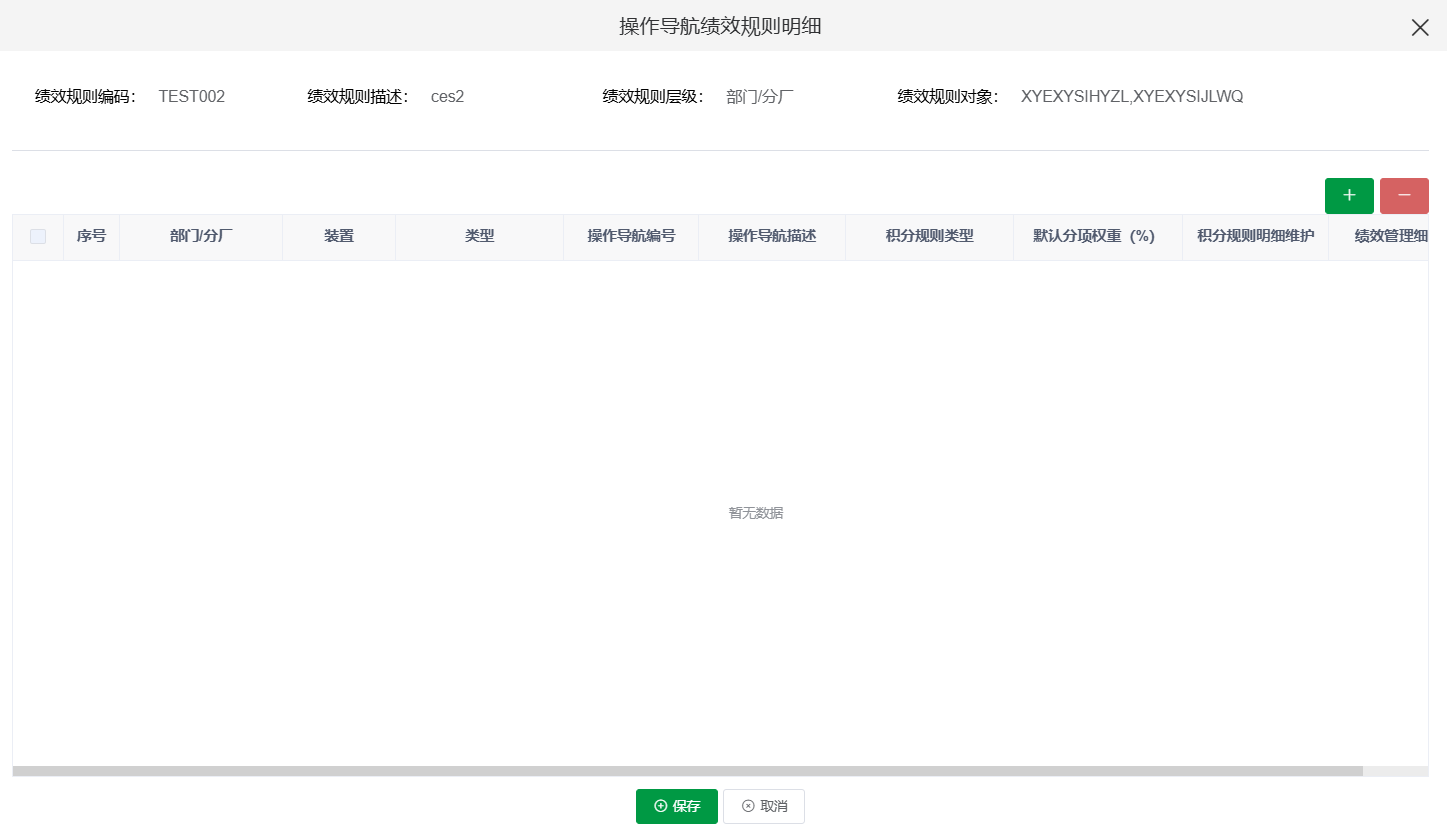 操作导航绩效规则明细
绩效规则编码： TEST002 绩效规则描述： ces2 绩效规则层级： 部门/分厂 绩效规则对象： XYEXYSIHYZL,XYEXYSIJLWQ
序号 部门/分厂 装置 类型 操作导航编号 操作导航描述 积分规则类型 默认分项权重（%） 积分规则明细维护 绩效管理细
暂无数据
保存 取消